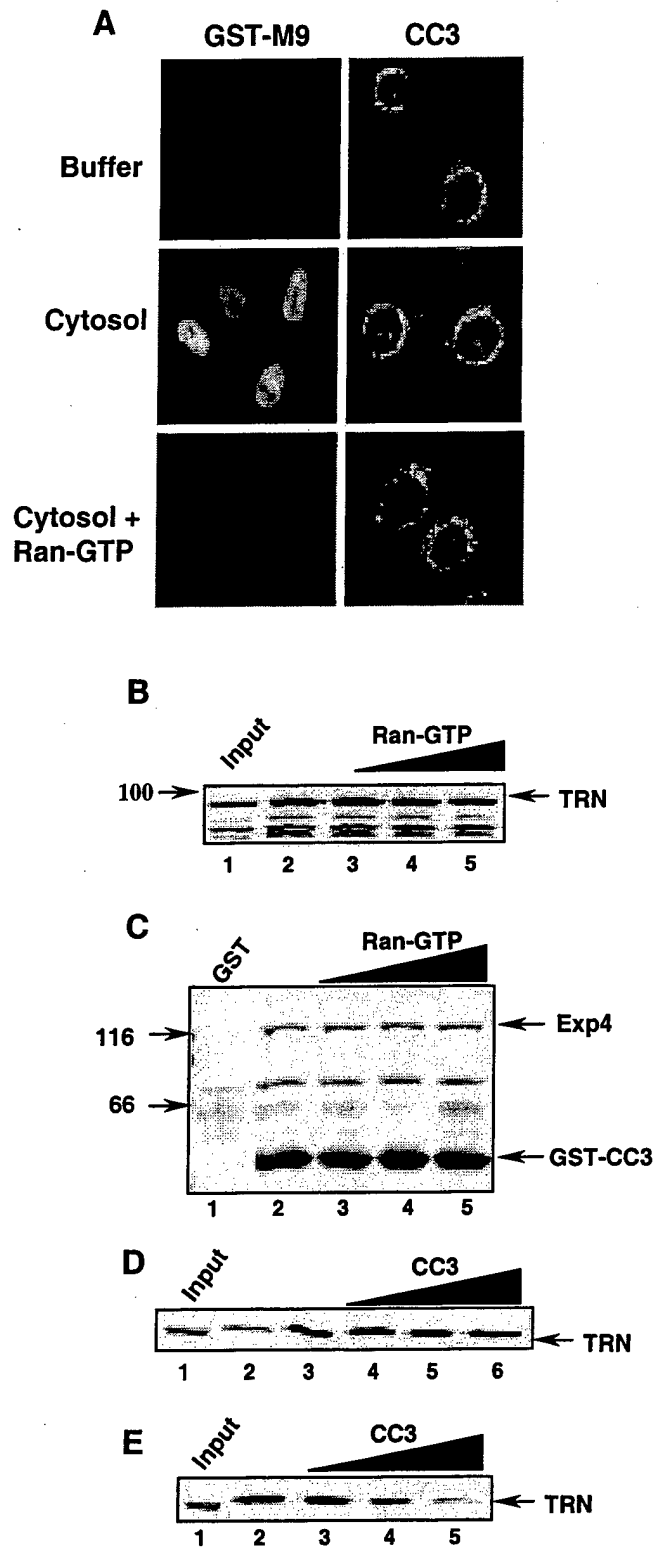 A
GST-M9 CC3
Buffer
Cytosol
Cytosol +
Ran-GTP
B
Input Ran-GTP
100 TRN
1 2 3 4 5
C
GST Ran-GTP
116 Exp4
66
GST-CC3
1 2 3 4 5
D
Input CC3
TRN
1 2 3 4 5 6
E
Input CC3
TRN
1 2 3 4 5